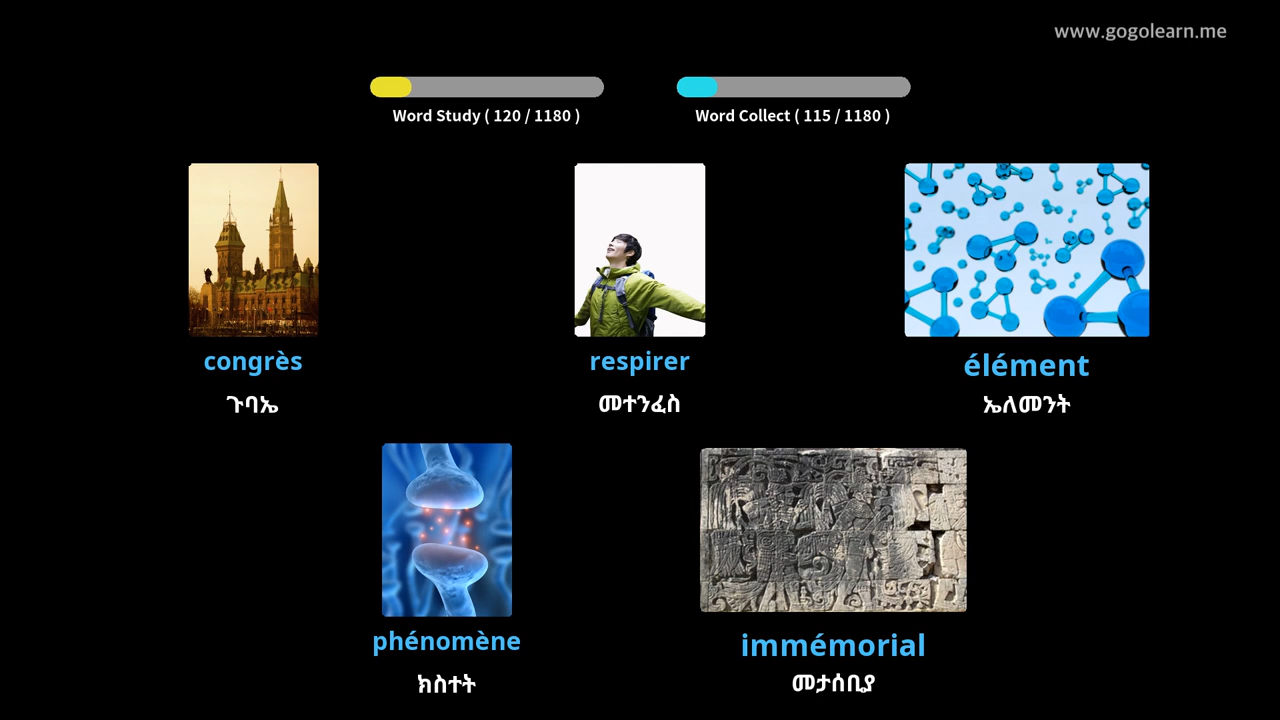 www.gogolearn.me
Word Study ( 120 / 1180 )
Word Collect ( 115 / 1180 )
congrès
ጉባኤ
respirer
መተንፈስ
élément
ኤለመንት
phénomène
ክስተት
immémorial
መታሰቢያ